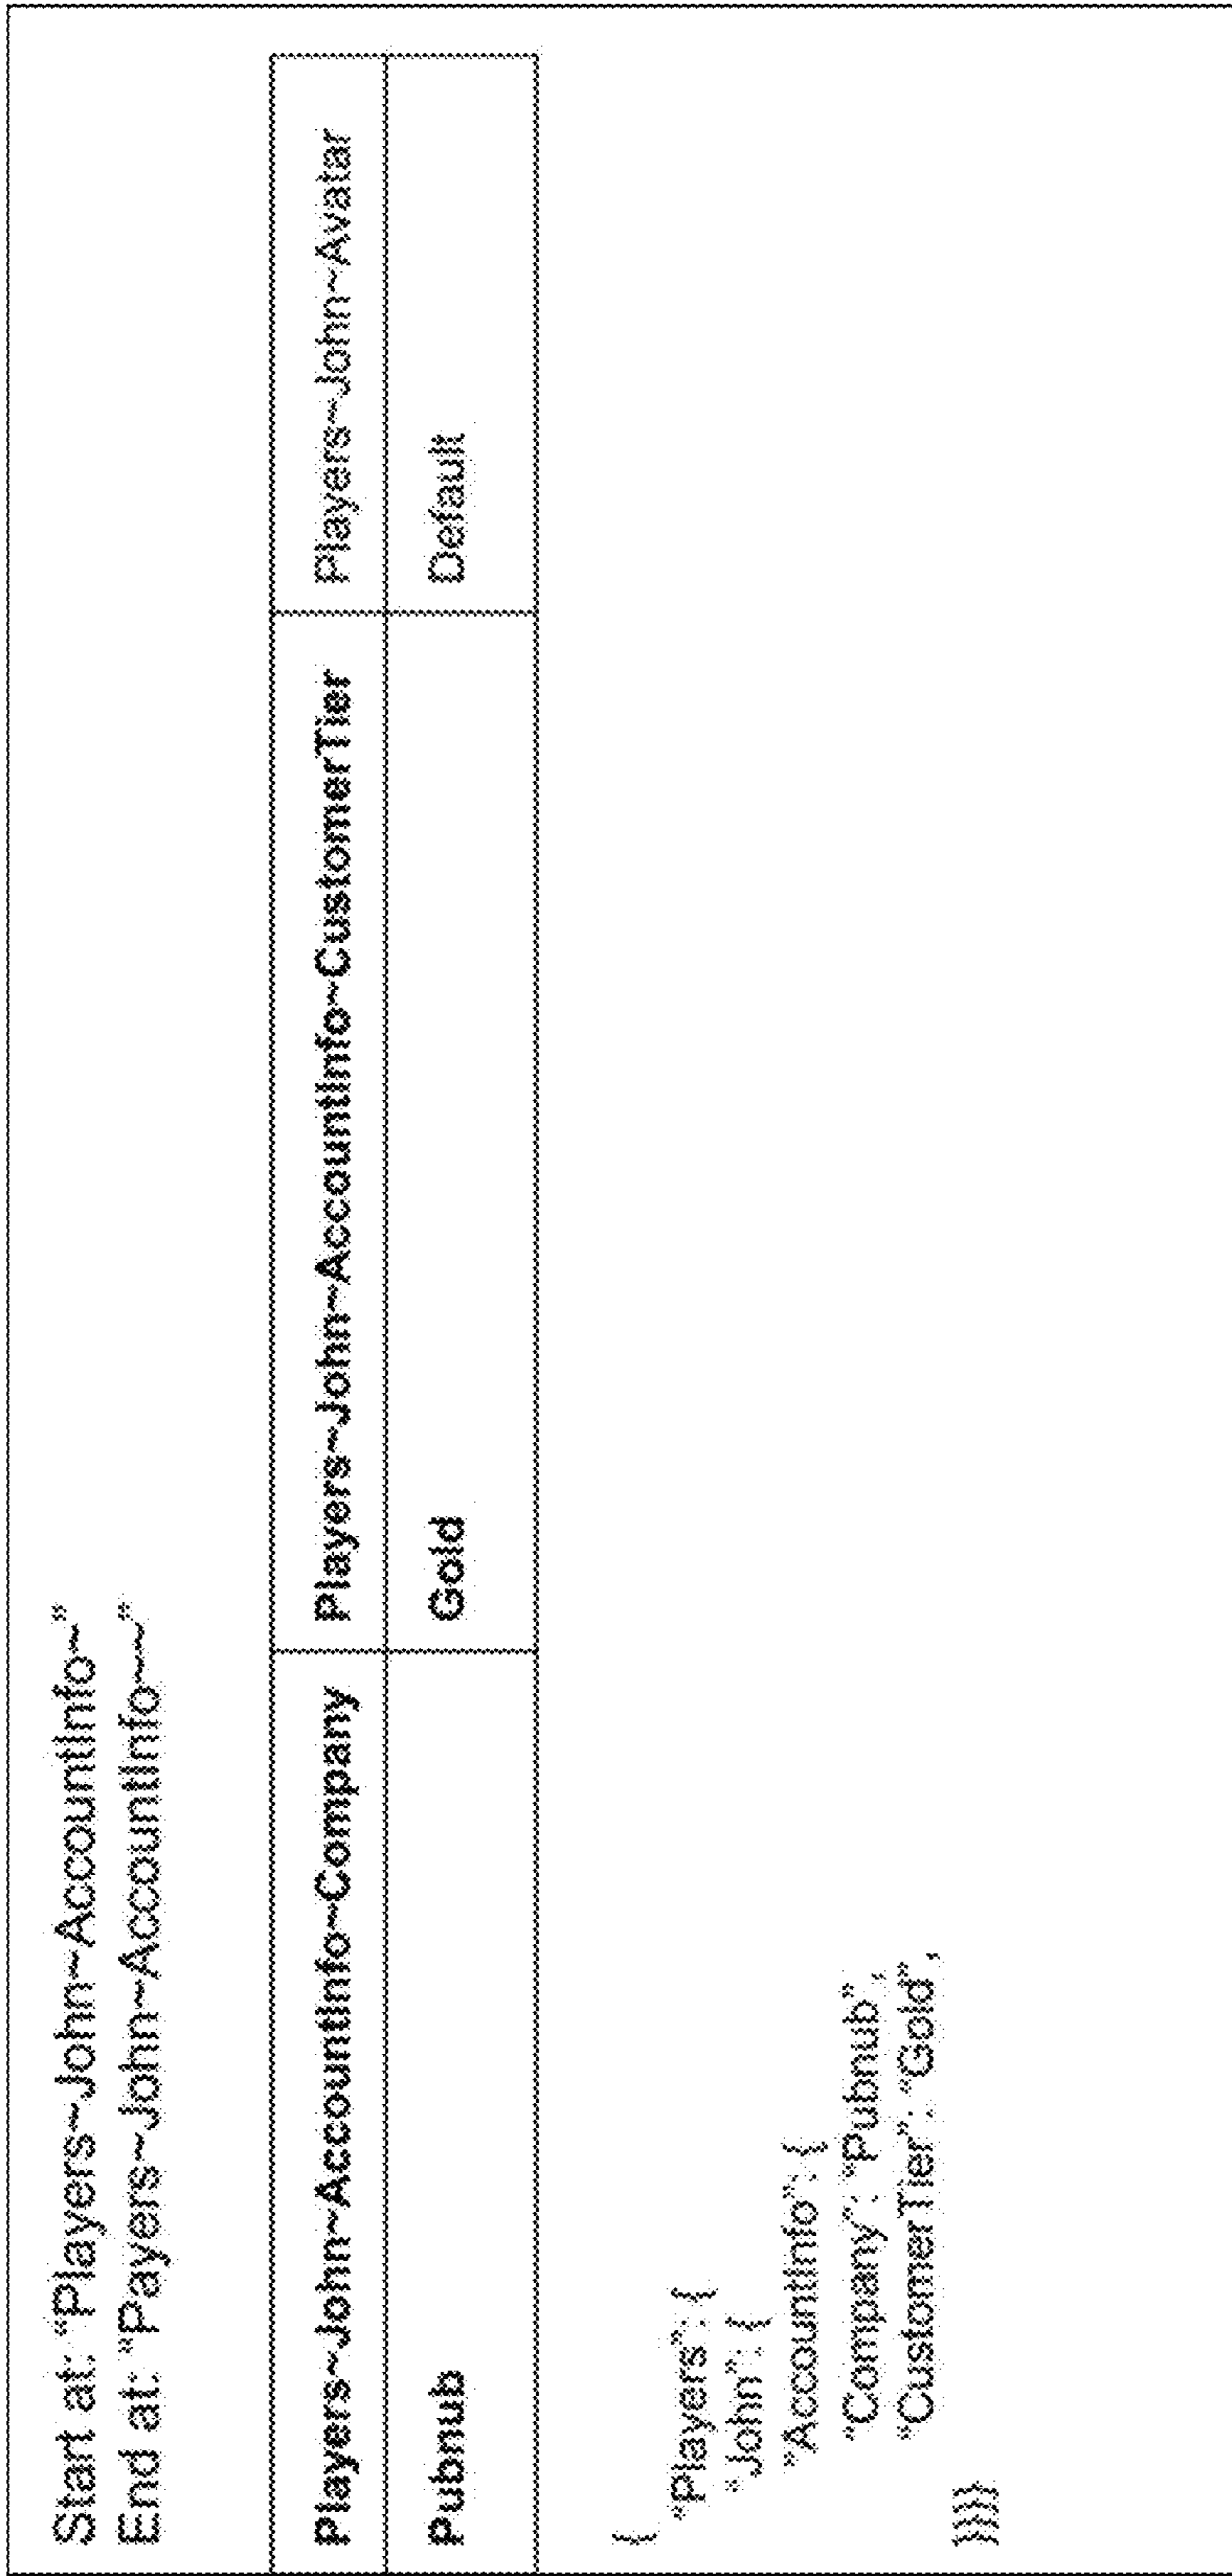 Start at: "Players~John~AccountInfo~"
End at: "Payers~John~AccountInfo~~"
Players~John~AccountInfo~Company Players~John~AccountInfo~CustomerTier Players~John~Avatar
Pubnub Gold Default
{
"Players": {
"John": {
"AccountInfo": {
"Company": "Pubnub",
"CustomerTier": "Gold",
}}}}